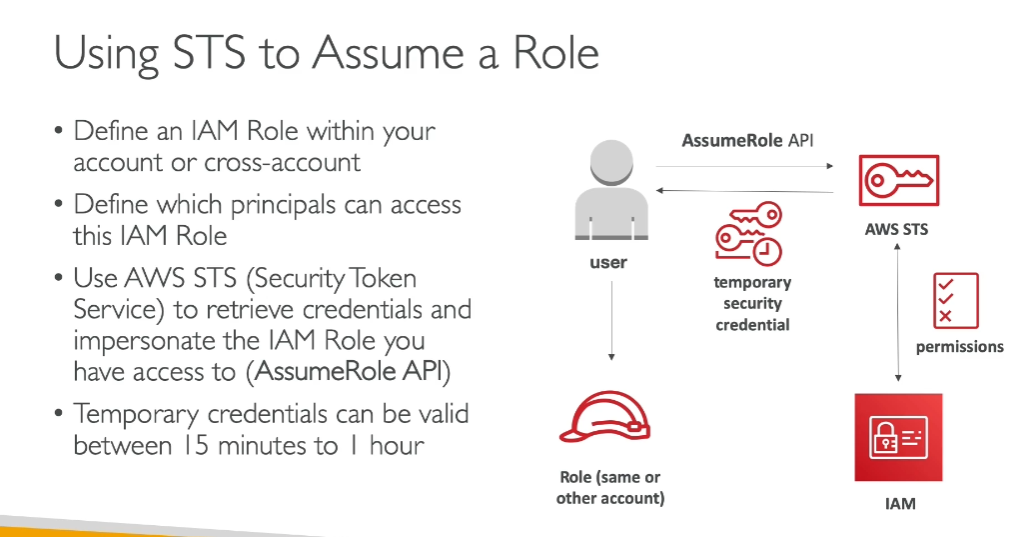 Using STS to Assume a Role
• Define an IAM Role within your
account or cross-account
• Define which principals can access
this IAM Role
• Use AWS STS (Security Token
Service) to retrieve credentials and
impersonate the IAM Role you
have access to (AssumeRole API)
• Temporary credentials can be valid
between 15 minutes to 1 hour
AssumeRole API
AWS STS
user
temporary
security
credential
permissions
Role (same or
other account)
IAM